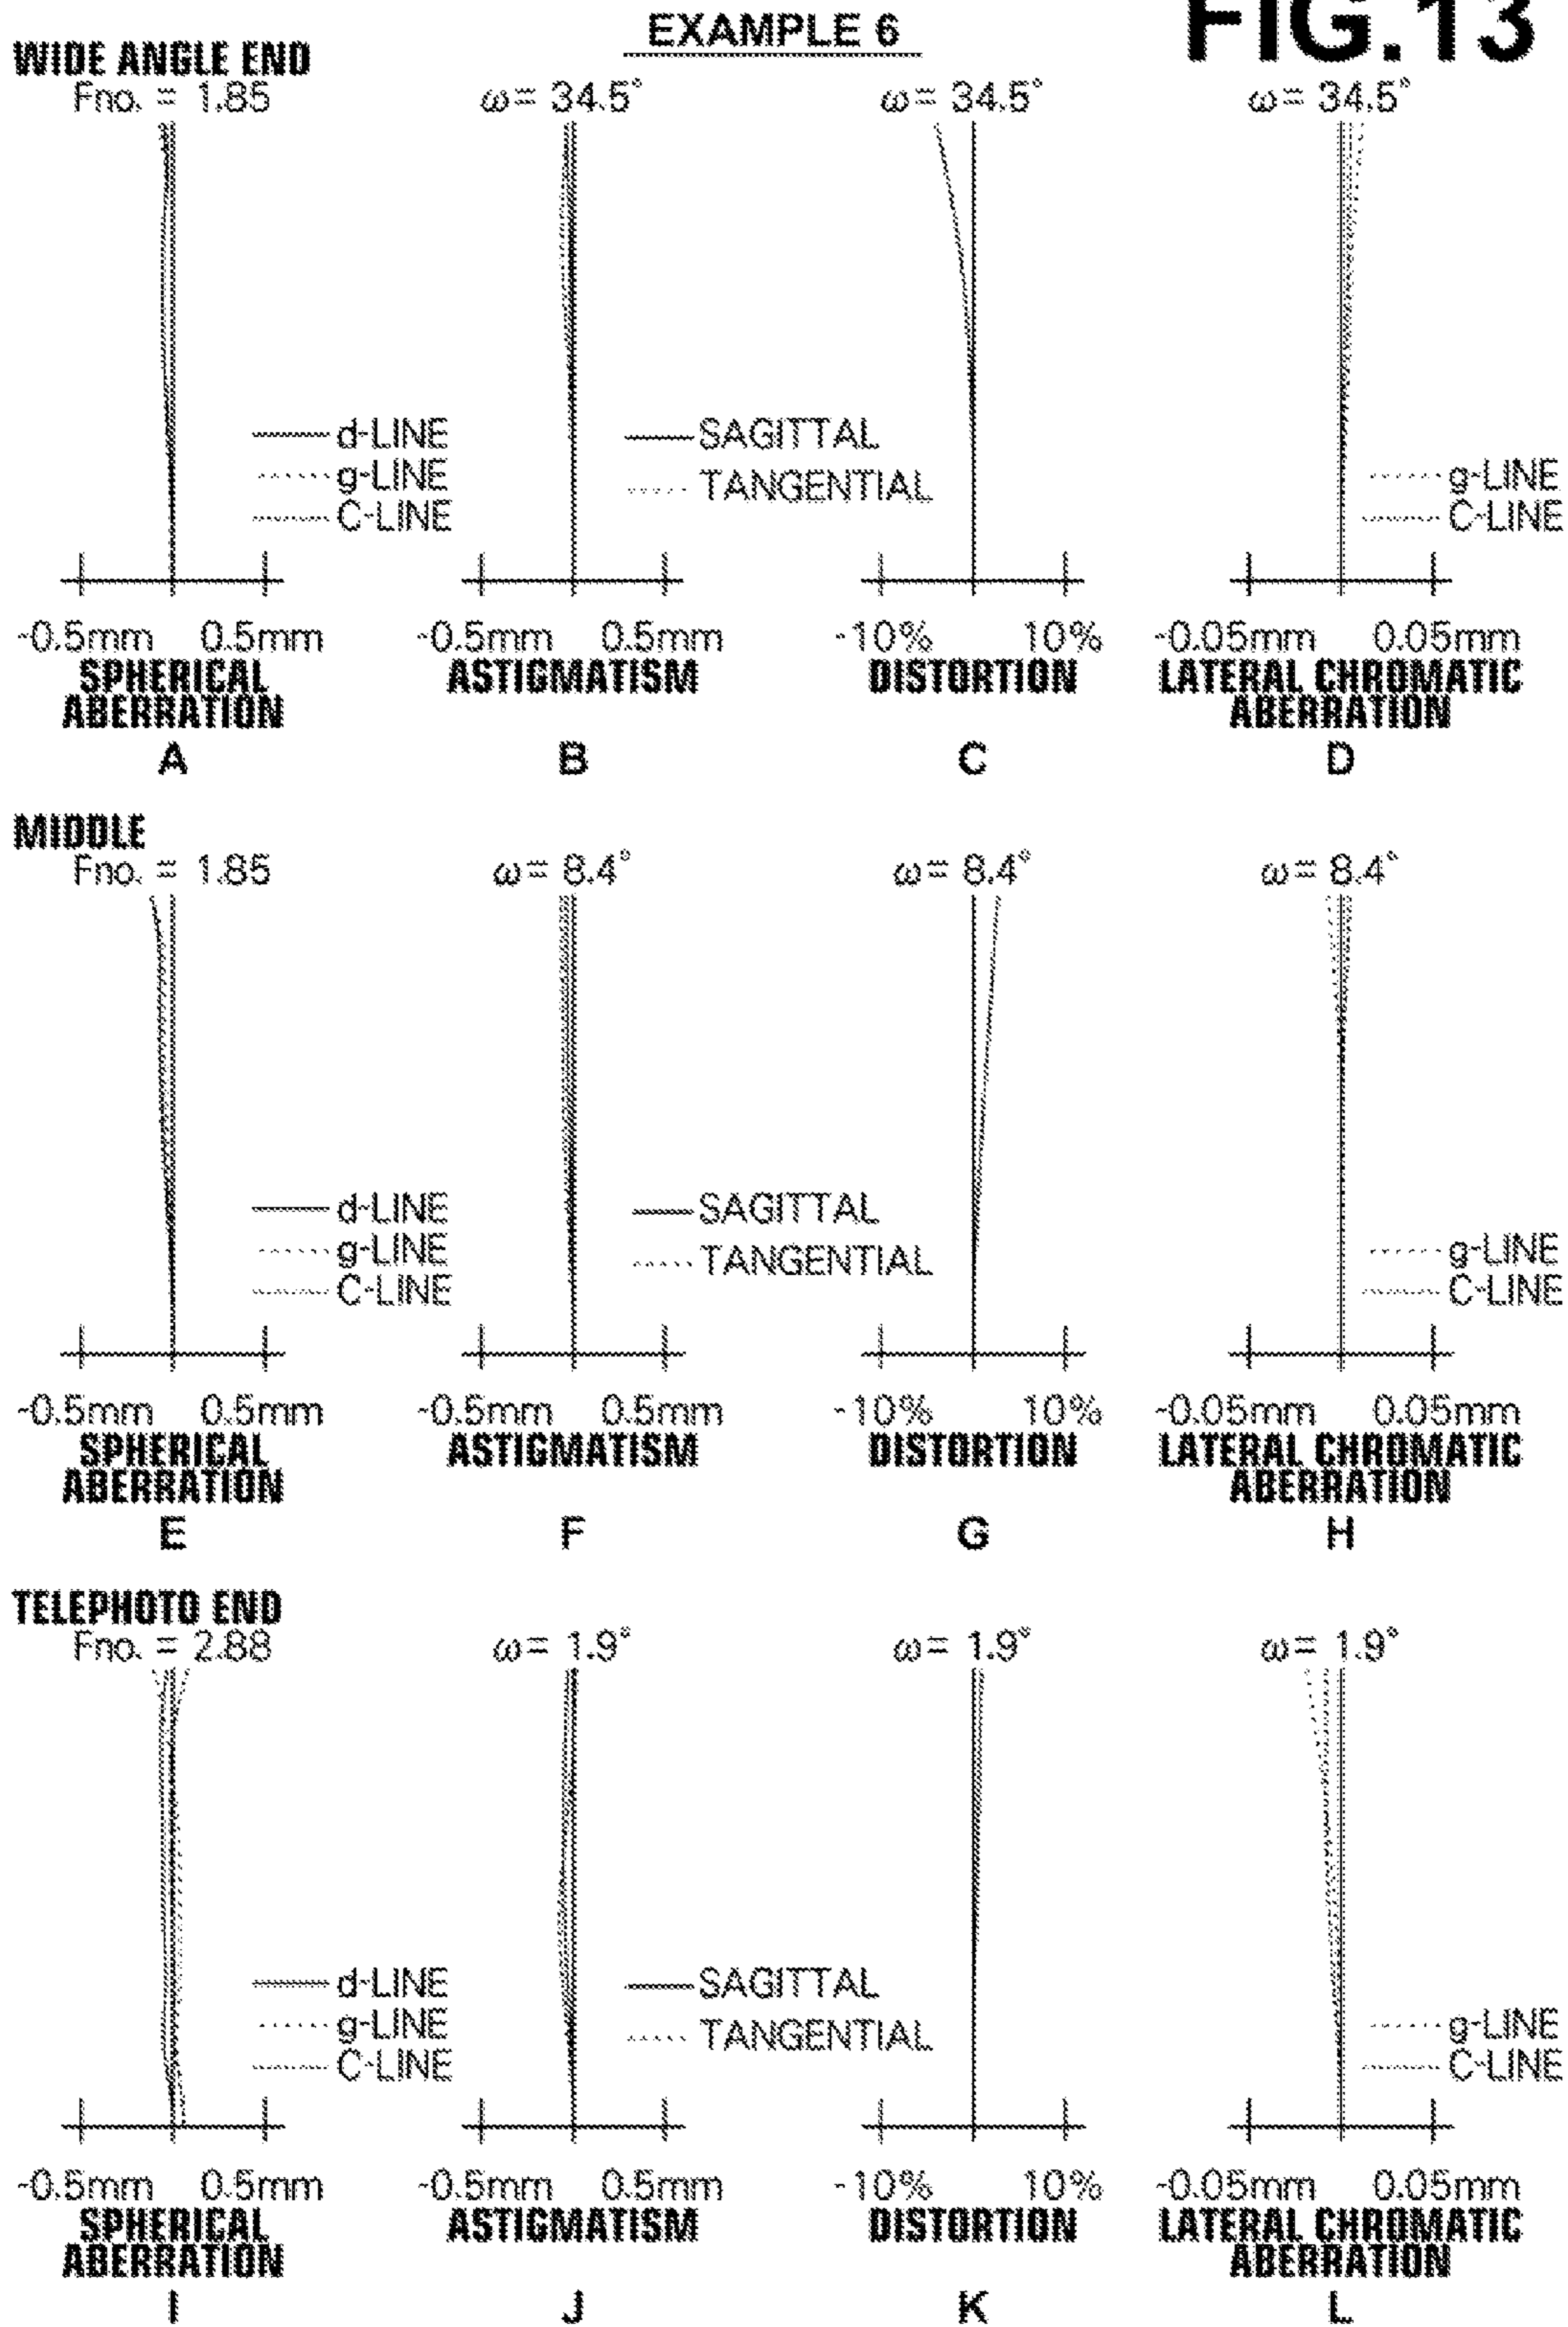 FIG.13
EXAMPLE 6
WIDE ANGLE END
Fno. = 1.85
ω= 34.5°
ω= 34.5°
ω= 34.5°
d-LINE
g-LINE
C-LINE
SAGITTAL
TANGENTIAL
g-LINE
C-LINE
-0.5mm 0.5mm
-0.5mm 0.5mm
-10% 10%
-0.05mm 0.05mm
SPHERICAL
ABERRATION
ASTIGMATISM
DISTORTION
LATERAL CHROMATIC
ABERRATION
A
B
C
D
MIDDLE
Fno. = 1.85
ω= 8.4°
ω= 8.4°
ω= 8.4°
d-LINE
g-LINE
C-LINE
SAGITTAL
TANGENTIAL
g-LINE
C-LINE
-0.5mm 0.5mm
-0.5mm 0.5mm
-10% 10%
-0.05mm 0.05mm
SPHERICAL
ABERRATION
ASTIGMATISM
DISTORTION
LATERAL CHROMATIC
ABERRATION
E
F
G
H
TELEPHOTO END
Fno. = 2.88
ω= 1.9°
ω= 1.9°
ω= 1.9°
d-LINE
g-LINE
C-LINE
SAGITTAL
TANGENTIAL
g-LINE
C-LINE
-0.5mm 0.5mm
-0.5mm 0.5mm
-10% 10%
-0.05mm 0.05mm
SPHERICAL
ABERRATION
ASTIGMATISM
DISTORTION
LATERAL CHROMATIC
ABERRATION
I
J
K
L